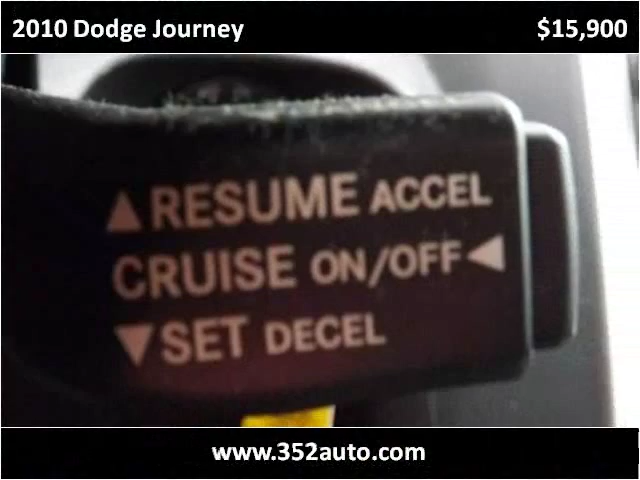 2010 Dodge Journey $15,900
▲RESUME ACCEL
CRUISE ON/OFF◀
▼SET DECEL
www.352auto.com